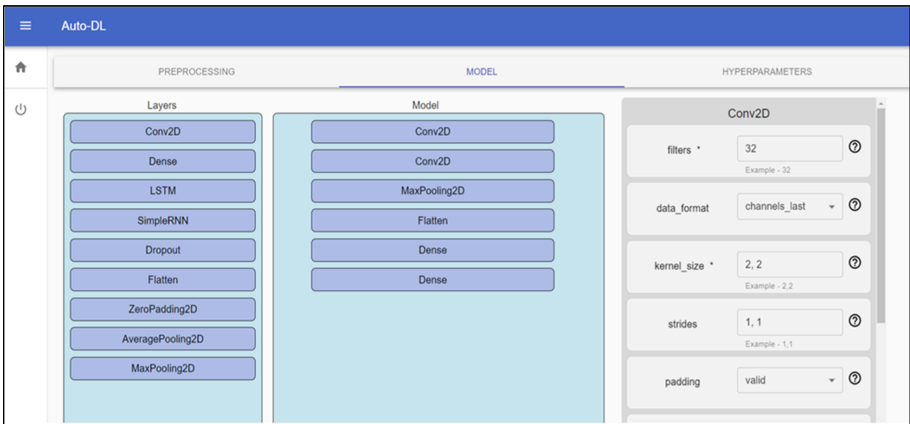 Auto-DL
PREPROCESSING
MODEL
HYPERPARAMETERS
Layers
Conv2D
Dense
LSTM
SimpleRNN
Dropout
Flatten
ZeroPadding2D
AveragePooling2D
MaxPooling2D
Model
Conv2D
Conv2D
MaxPooling2D
Flatten
Dense
Dense
Conv2D
filters *
32
Example - 32
data_format
channels_last
kernel_size *
2, 2
Example - 2,2
strides
1, 1
Example - 1,1
padding
valid